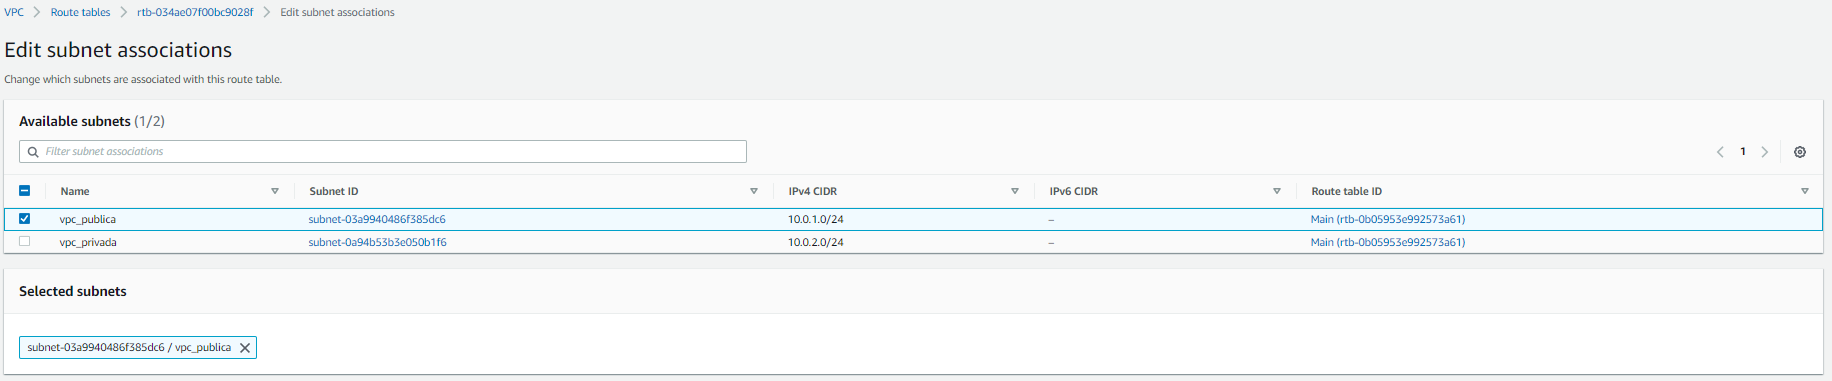 VPC > Route tables > rtb-034ae07f00bc9028f > Edit subnet associations
Edit subnet associations
Change which subnets are associated with this route table.
Available subnets (1/2)
Filter subnet associations
1
Name Subnet ID IPv4 CIDR IPv6 CIDR Route table ID
vpc_publica subnet-03a9940486f385dc6 10.0.1.0/24 – Main (rtb-0b05953e992573a61)
vpc_privada subnet-0a94b53b3e050b1f6 10.0.2.0/24 – Main (rtb-0b05953e992573a61)
Selected subnets
subnet-03a9940486f385dc6 / vpc_publica